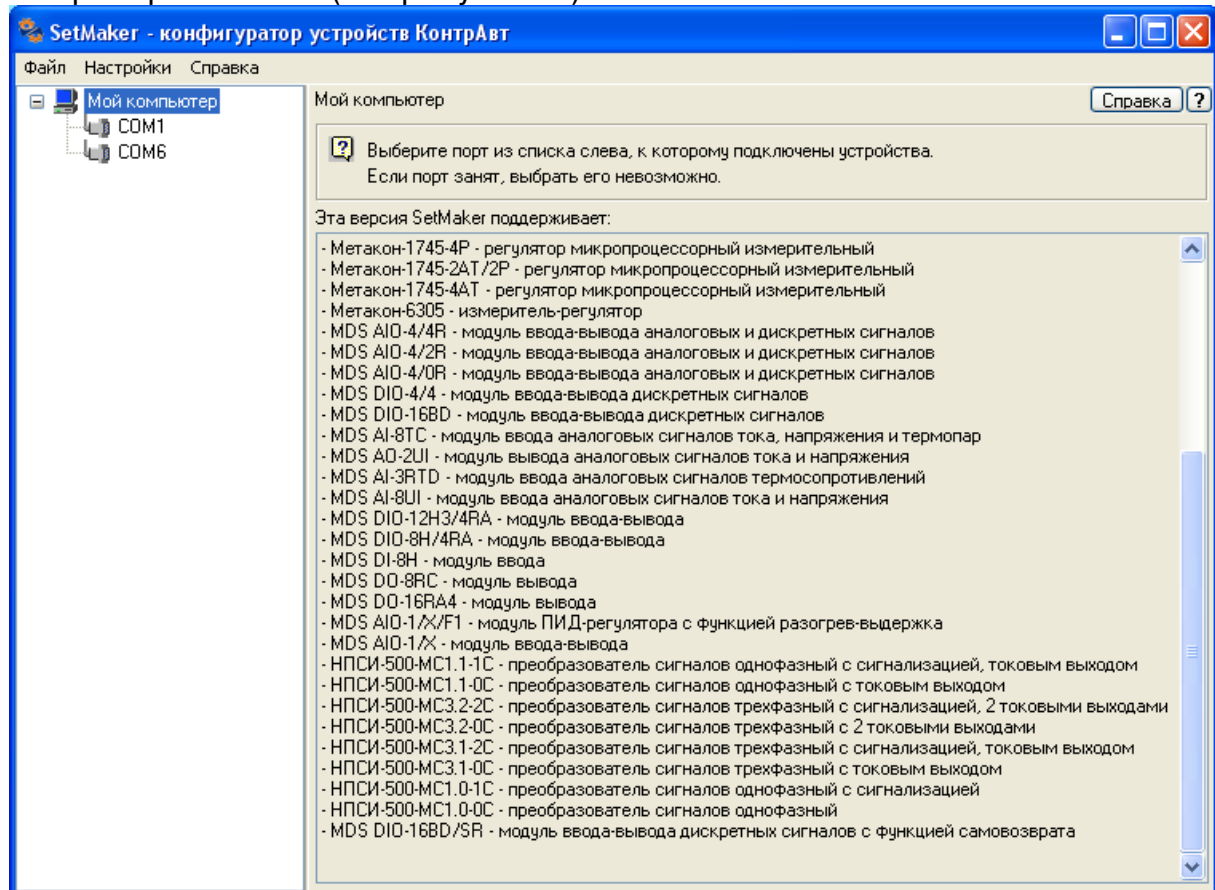 SetMaker - конфигуратор устройств КонтрАвт
Файл Настройки Справка
Мой компьютер
COM1
COM6
Мой компьютер
Справка ?
Выберите порт из списка слева, к которому подключены устройства.
Если порт занят, выбрать его невозможно.
Эта версия SetMaker поддерживает:
- Метакон-1745-4Р - регулятор микропроцессорный измерительный
- Метакон-1745-2АТ/2Р - регулятор микропроцессорный измерительный
- Метакон-1745-4АТ - регулятор микропроцессорный измерительный
- Метакон-6305 - измеритель-регулятор
- MDS AIO-4/4R - модуль ввода-вывода аналоговых и дискретных сигналов
- MDS AIO-4/2R - модуль ввода-вывода аналоговых и дискретных сигналов
- MDS AIO-4/0R - модуль ввода-вывода аналоговых и дискретных сигналов
- MDS DIO-4/4 - модуль ввода-вывода дискретных сигналов
- MDS DIO-16BD - модуль ввода-вывода дискретных сигналов
- MDS AI-8TC - модуль ввода аналоговых сигналов тока, напряжения и термопар
- MDS AO-2UI - модуль вывода аналоговых сигналов тока и напряжения
- MDS AI-3RTD - модуль ввода аналоговых сигналов термосопротивлений
- MDS AI-8UI - модуль ввода аналоговых сигналов тока и напряжения
- MDS DIO-12H3/4RA - модуль ввода-вывода
- MDS DIO-8H/4RA - модуль ввода-вывода
- MDS DI-8H - модуль ввода
- MDS DO-8RC - модуль вывода
- MDS DO-16RA4 - модуль вывода
- MDS AIO-1/X/F1 - модуль ПИД-регулятора с функцией разогрев-выдержка
- MDS AIO-1/X - модуль ввода-вывода
- НПСИ-500-МС1.1-1С - преобразователь сигналов однофазный с сигнализацией, токовым выходом
- НПСИ-500-МС1.1-0С - преобразователь сигналов однофазный с токовым выходом
- НПСИ-500-МС3.2-2С - преобразователь сигналов трехфазный с сигнализацией, 2 токовыми выходами
- НПСИ-500-МС3.2-0С - преобразователь сигналов трехфазный с 2 токовыми выходами
- НПСИ-500-МС3.1-2С - преобразователь сигналов трехфазный с сигнализацией, токовым выходом
- НПСИ-500-МС3.1-0С - преобразователь сигналов трехфазный с токовым выходом
- НПСИ-500-МС1.0-1С - преобразователь сигналов однофазный с сигнализацией
- НПСИ-500-МС1.0-0С - преобразователь сигналов однофазный
- MDS DIO-16BD/SR - модуль ввода-вывода дискретных сигналов с функцией самовозврата